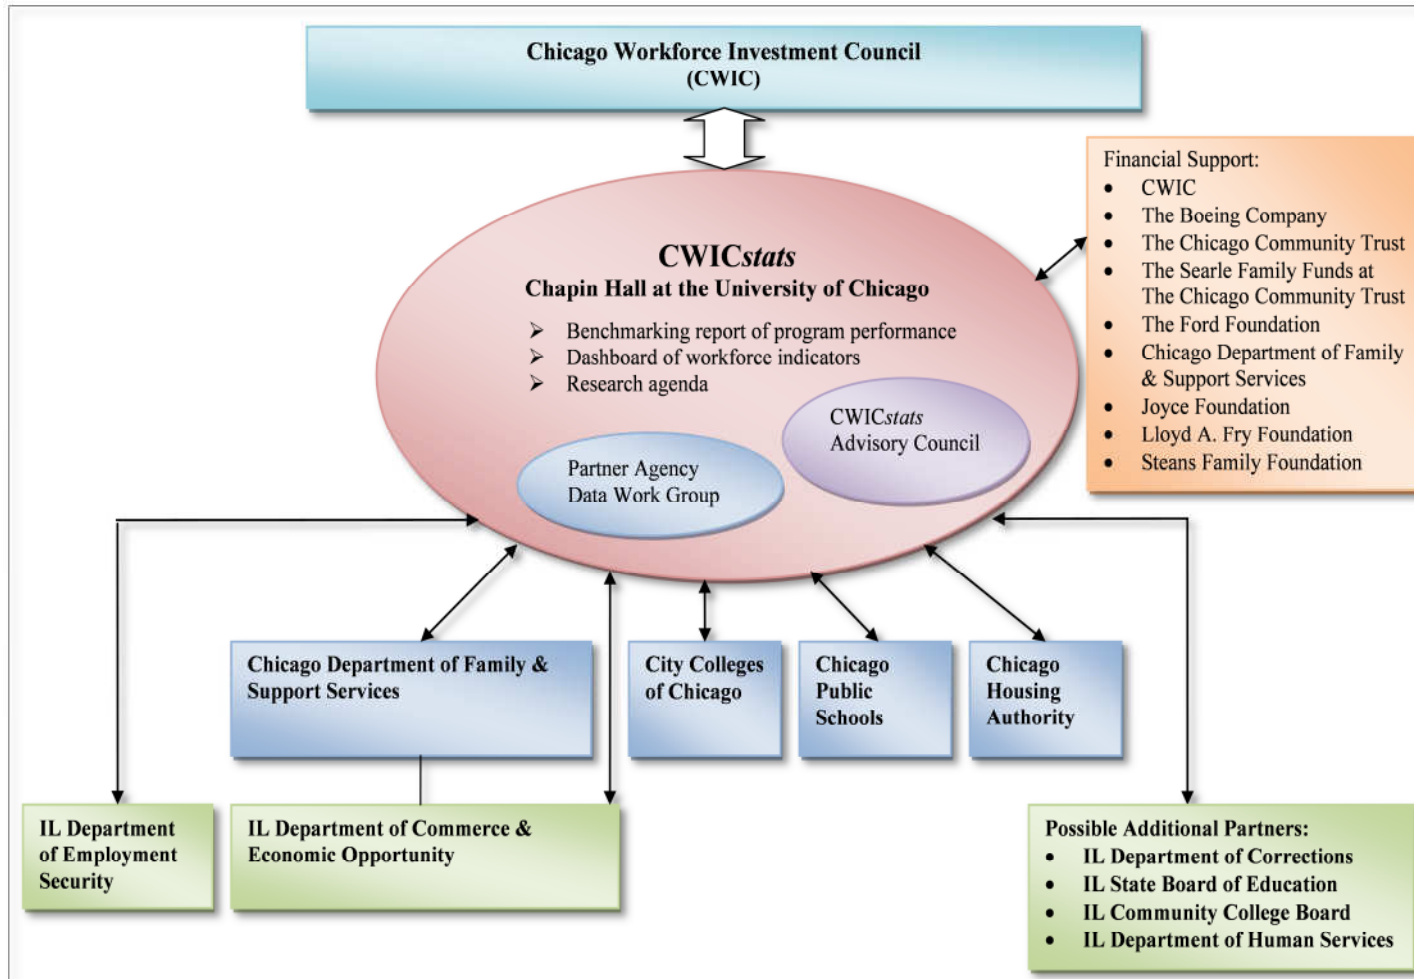 Chicago Workforce Investment Council
(CWIC)
Financial Support:
• CWIC
• The Boeing Company
• The Chicago Community Trust
• The Searle Family Funds at
The Chicago Community Trust
• The Ford Foundation
• Chicago Department of Family
& Support Services
• Joyce Foundation
• Lloyd A. Fry Foundation
• Steans Family Foundation
CWICstats
Chapin Hall at the University of Chicago
➢ Benchmarking report of program performance
➢ Dashboard of workforce indicators
➢ Research agenda
CWICstats
Advisory Council
Partner Agency
Data Work Group
Chicago Department of Family &
Support Services
City Colleges
of Chicago
Chicago
Public
Schools
Chicago
Housing
Authority
IL Department
of Employment
Security
IL Department of Commerce &
Economic Opportunity
Possible Additional Partners:
• IL Department of Corrections
• IL State Board of Education
• IL Community College Board
• IL Department of Human Services